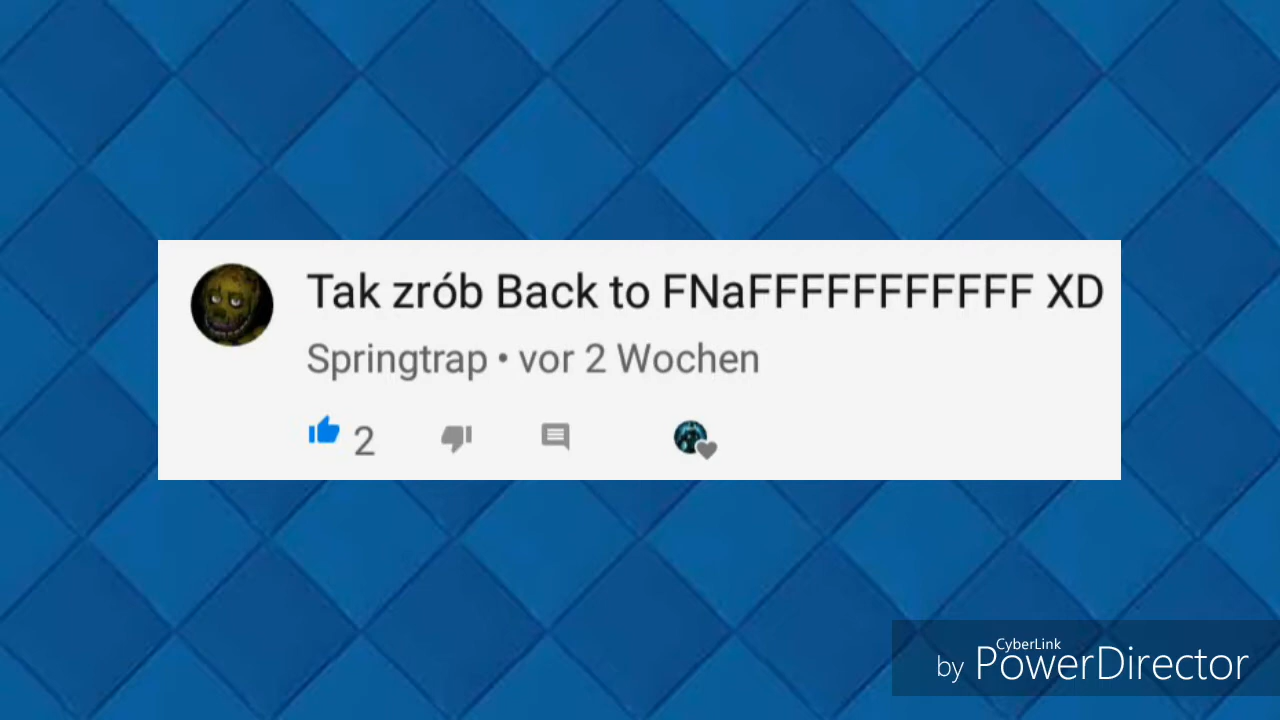 Tak zrób Back to FNaFFFFFFFFFFF XD
Springtrap • vor 2 Wochen
2
CyberLink
by PowerDirector